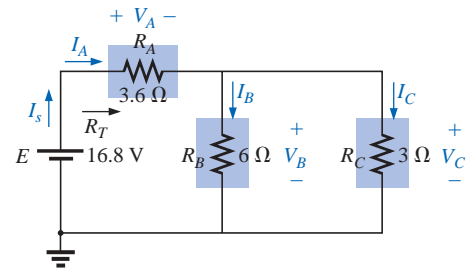 + V_A −
I_A
R_A
3.6 Ω
I_s
R_T
I_B
I_C
E
16.8 V
R_B
6 Ω
+
V_B
−
R_C
3 Ω
+
V_C
−